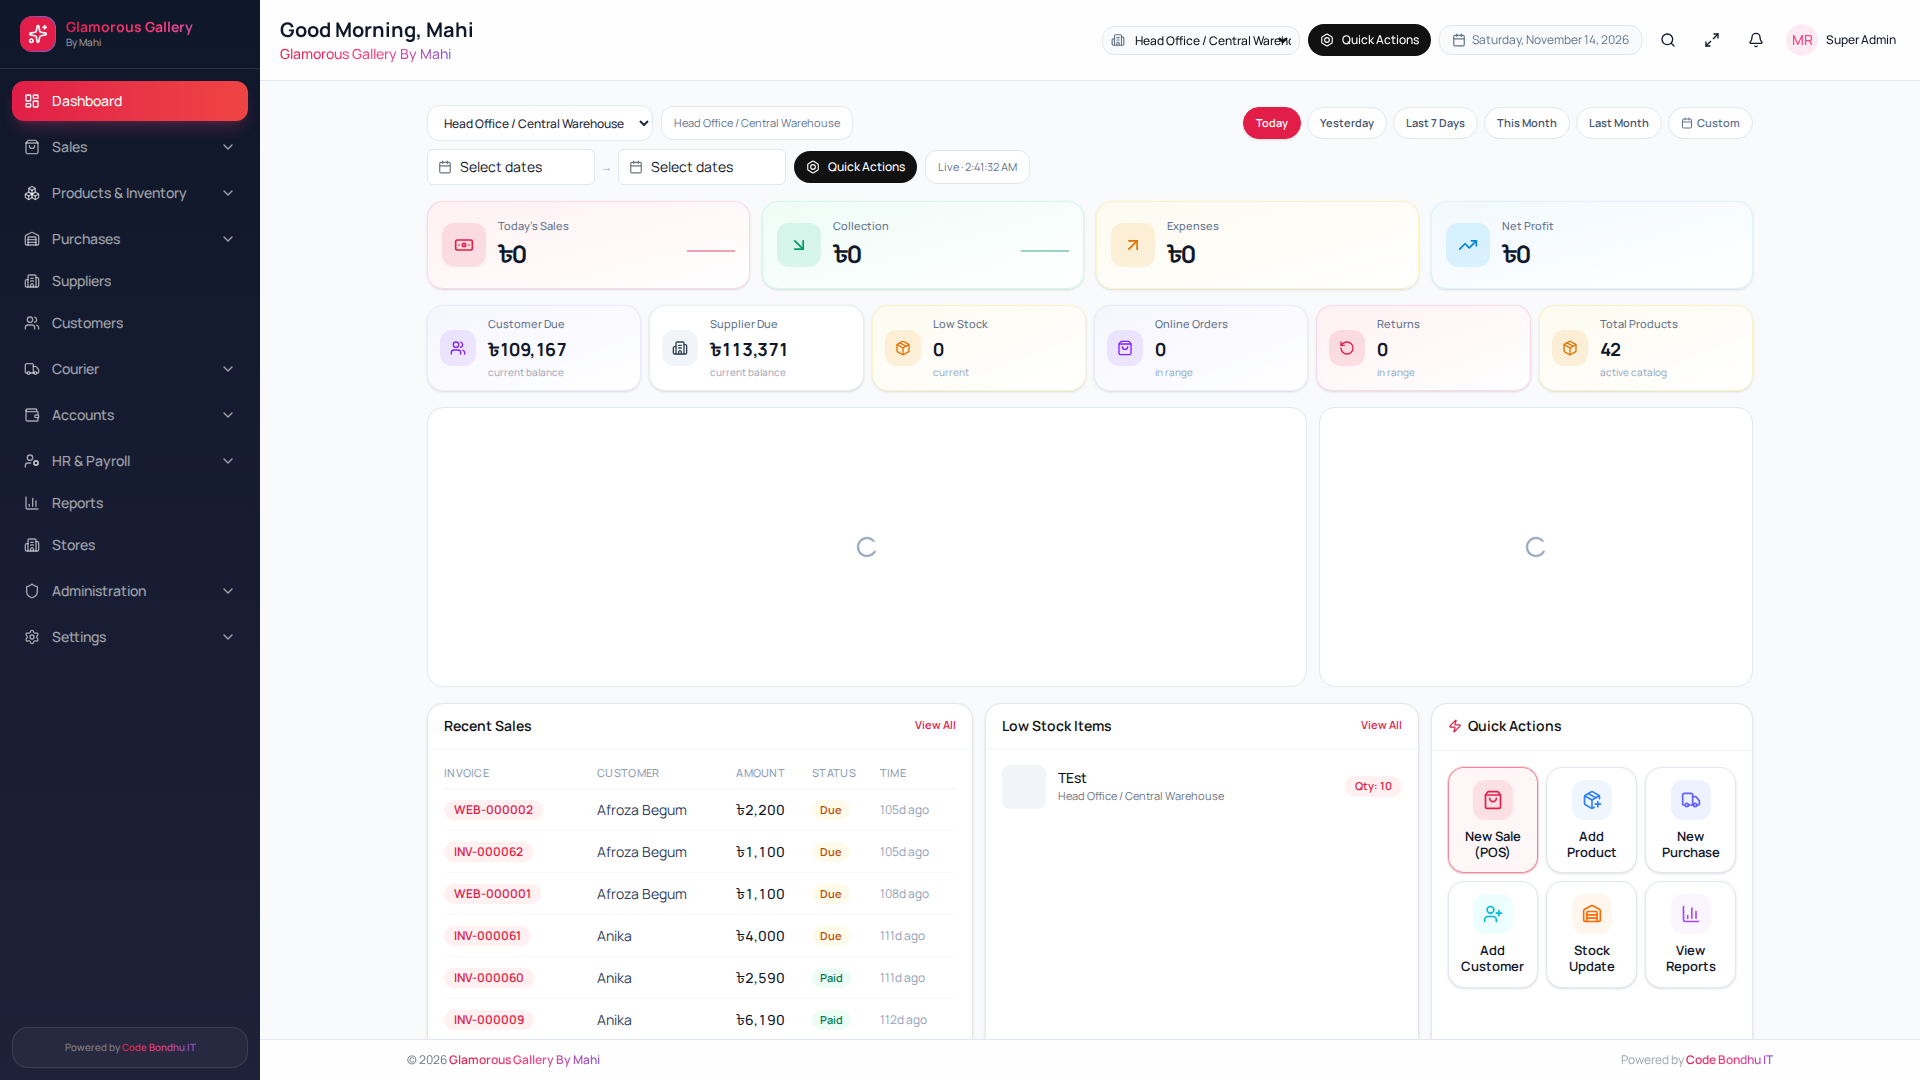 Glamorous Gallery
By Mahi
Dashboard
Sales
Products & Inventory
Purchases
Suppliers
Customers
Courier
Accounts
HR & Payroll
Reports
Stores
Administration
Settings
Powered by Code Bondhu IT
Good Morning, Mahi
Glamorous Gallery By Mahi
Head Office / Central
Quick Actions
Saturday, November 14, 2026
MR
Super Admin
Head Office / Central Warehouse
Head Office / Central Warehouse
Today
Yesterday
Last 7 Days
This Month
Last Month
Custom
Select dates
→
Select dates
Quick Actions
Live · 2:41:32 AM
Today's Sales
৳0
Collection
৳0
Expenses
৳0
Net Profit
৳0
Customer Due
৳109,167
current balance
Supplier Due
৳113,371
current balance
Low Stock
0
current
Online Orders
0
in range
Returns
0
in range
Total Products
42
active catalog
Recent Sales
View All
INVOICE CUSTOMER AMOUNT STATUS TIME
WEB-000002 Afroza Begum ৳2,200 Due 105d ago
INV-000062 Afroza Begum ৳1,100 Due 105d ago
WEB-000001 Afroza Begum ৳1,100 Due 108d ago
INV-000061 Anika ৳4,000 Due 111d ago
INV-000060 Anika ৳2,590 Paid 111d ago
INV-000009 Anika ৳6,190 Paid 112d ago
Low Stock Items
View All
TEst
Head Office / Central Warehouse
Qty: 10
Quick Actions
New Sale
(POS)
Add
Product
New
Purchase
Add
Customer
Stock
Update
View
Reports
© 2026 Glamorous Gallery By Mahi
Powered by Code Bondhu IT